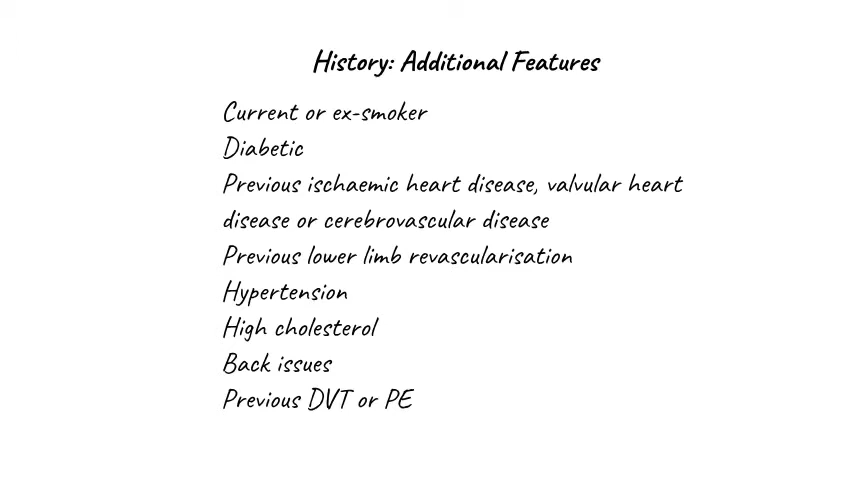 History: Additional Features
Current or ex-smoker
Diabetic
Previous ischaemic heart disease, valvular heart
disease or cerebrovascular disease
Previous lower limb revascularisation
Hypertension
High cholesterol
Back issues
Previous DVT or PE